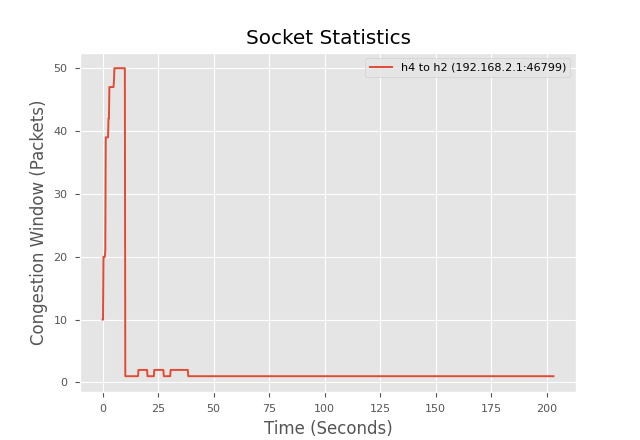 Socket Statistics
h4 to h2 (192.168.2.1:46799)
Congestion Window (Packets)
50
40
30
20
10
0
0 25 50 75 100 125 150 175 200
Time (Seconds)